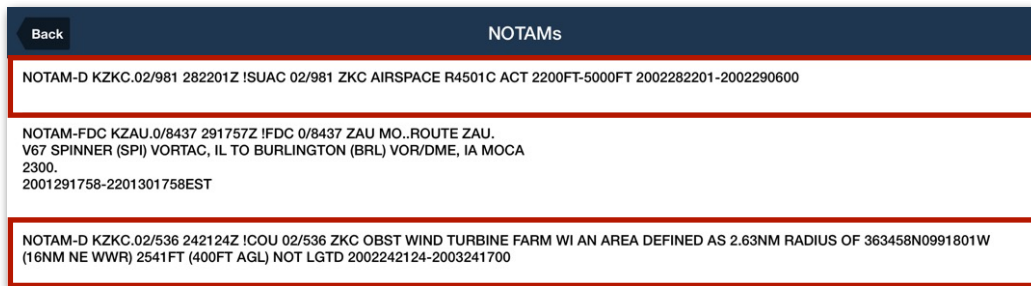 Back
NOTAMs
NOTAM-D KZKC.02/981 282201Z !SUAC 02/981 ZKC AIRSPACE R4501C ACT 2200FT-5000FT 2002282201-2002290600
NOTAM-FDC KZAU.0/8437 291757Z !FDC 0/8437 ZAU MO..ROUTE ZAU.
V67 SPINNER (SPI) VORTAC, IL TO BURLINGTON (BRL) VOR/DME, IA MOCA
2300.
2001291758-2201301758EST
NOTAM-D KZKC.02/536 242124Z !COU 02/536 ZKC OBST WIND TURBINE FARM WI AN AREA DEFINED AS 2.63NM RADIUS OF 363458N0991801W
(16NM NE WWR) 2541FT (400FT AGL) NOT LGTD 2002242124-2003241700